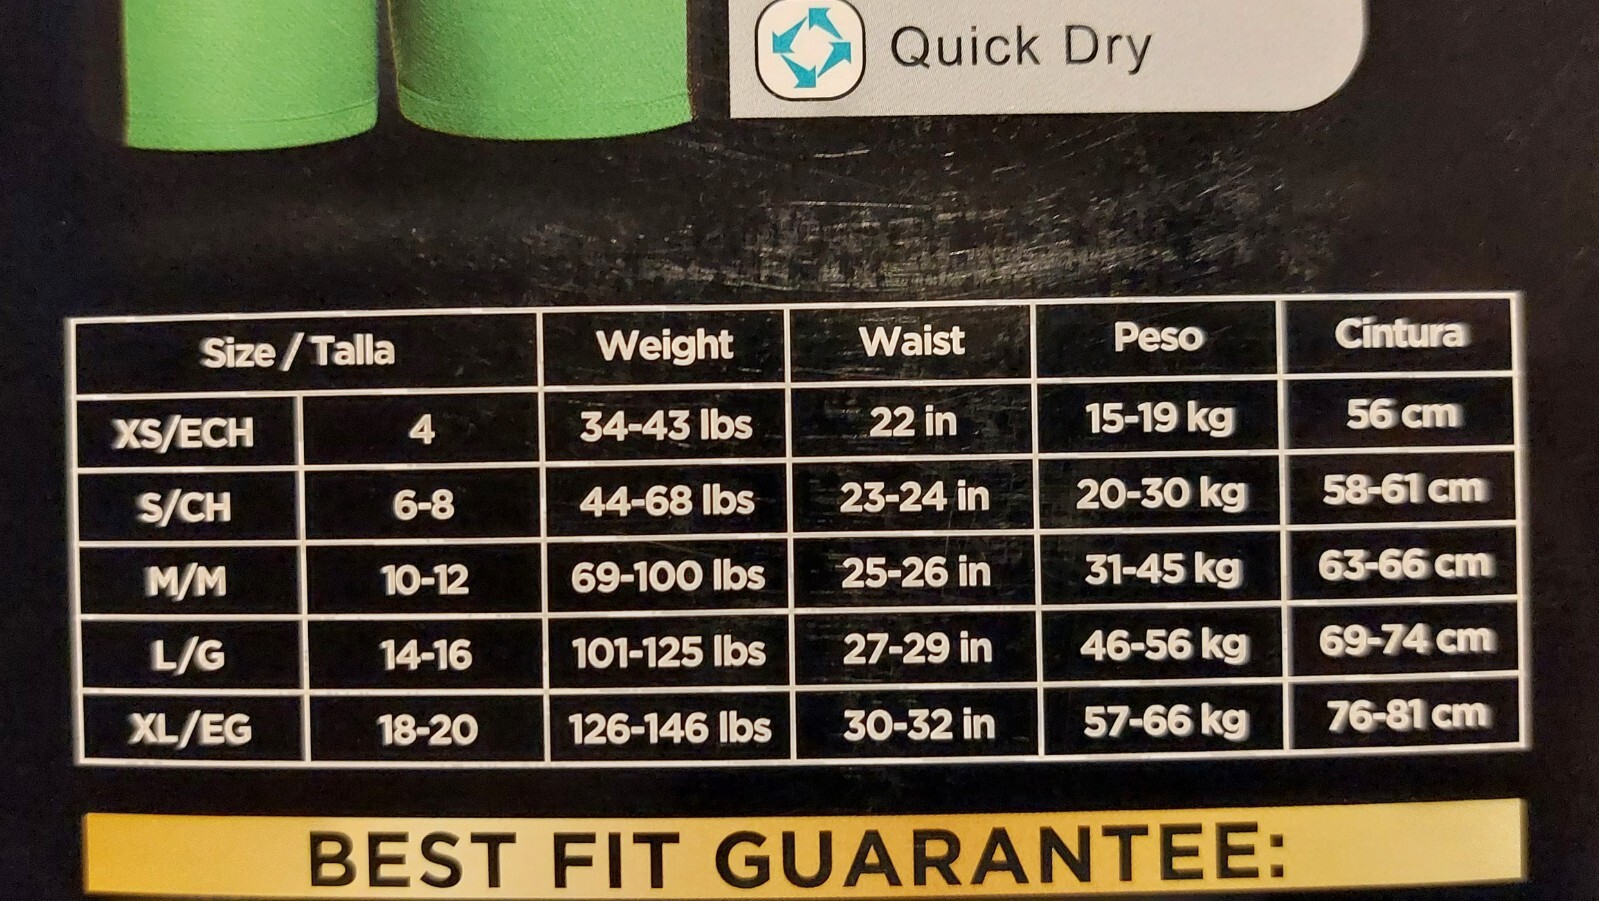 Quick Dry
Size / Talla Weight Waist Peso Cintura
XS/ECH 4 34-43 lbs 22 in 15-19 kg 56 cm
S/CH 6-8 44-68 lbs 23-24 in 20-30 kg 58-61 cm
M/M 10-12 69-100 lbs 25-26 in 31-45 kg 63-66 cm
L/G 14-16 101-125 lbs 27-29 in 46-56 kg 69-74 cm
XL/EG 18-20 126-146 lbs 30-32 in 57-66 kg 76-81 cm
BEST FIT GUARANTEE: